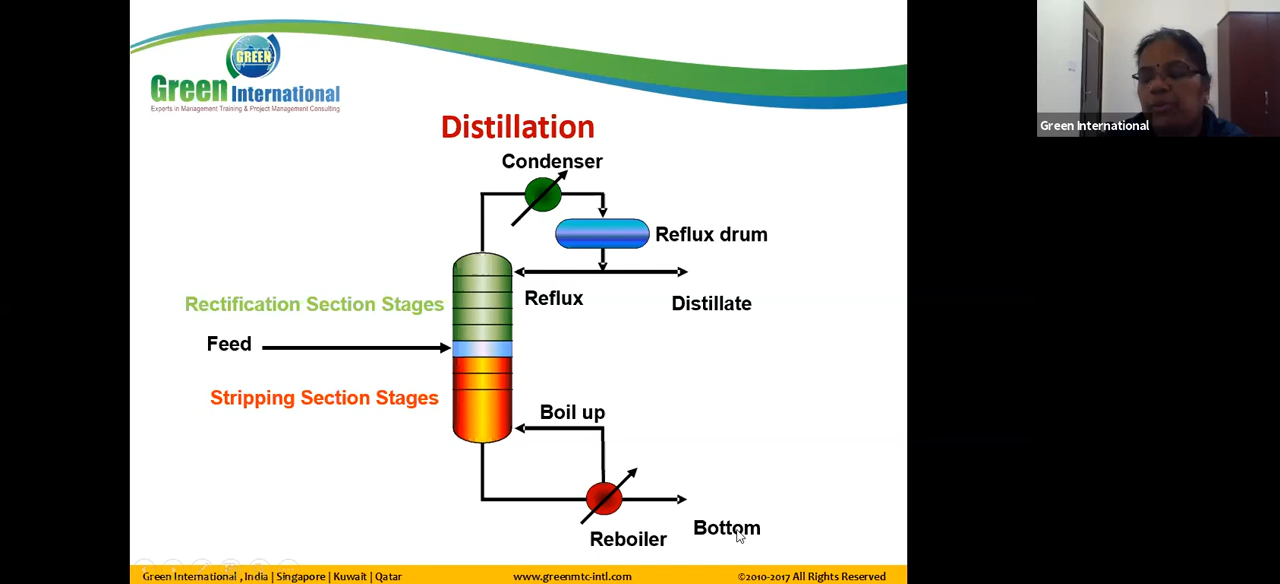 GREEN
Green International
Experts in Management Training & Project Management Consulting
Green International
Distillation
Condenser
Reflux drum
Reflux
Distillate
Rectification Section Stages
Feed
Stripping Section Stages
Boil up
Bottom
Reboiler
Green International , India | Singapore | Kuwait | Qatar
www.greenmtc-intl.com
©2010-2017 All Rights Reserved